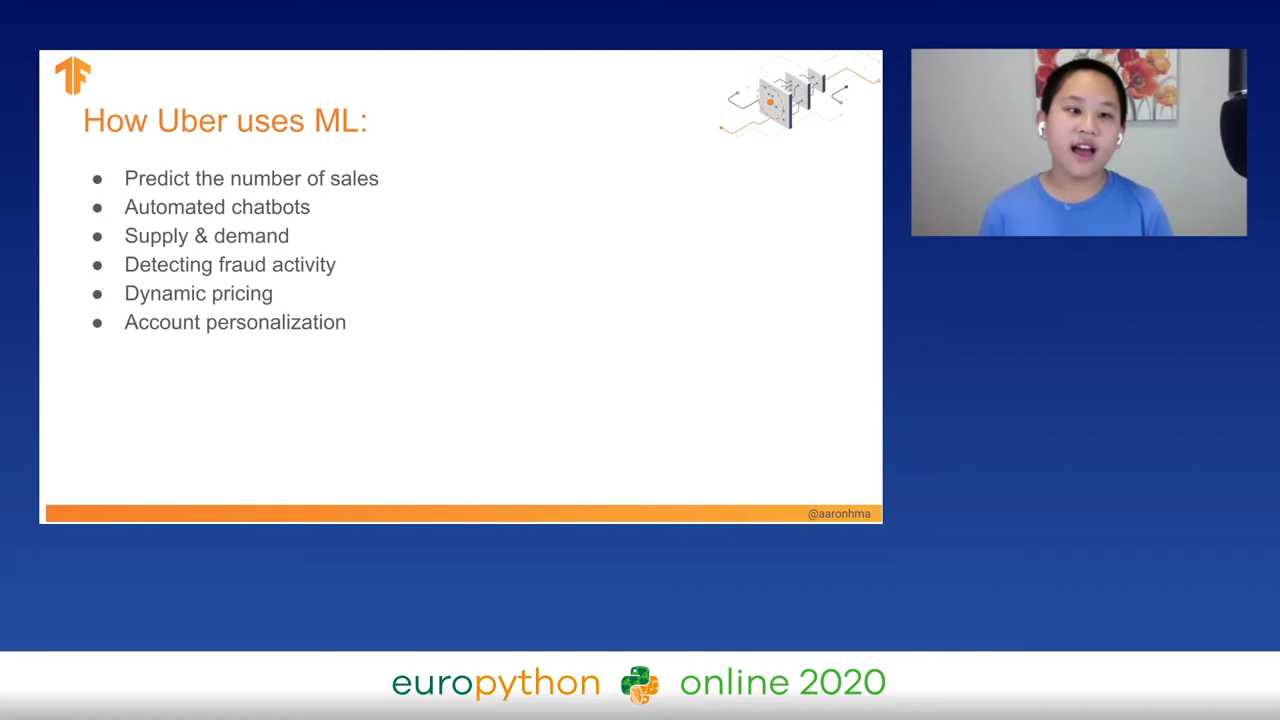 How Uber uses ML:
● Predict the number of sales
● Automated chatbots
● Supply & demand
● Detecting fraud activity
● Dynamic pricing
● Account personalization
@aaronhma
europython online 2020